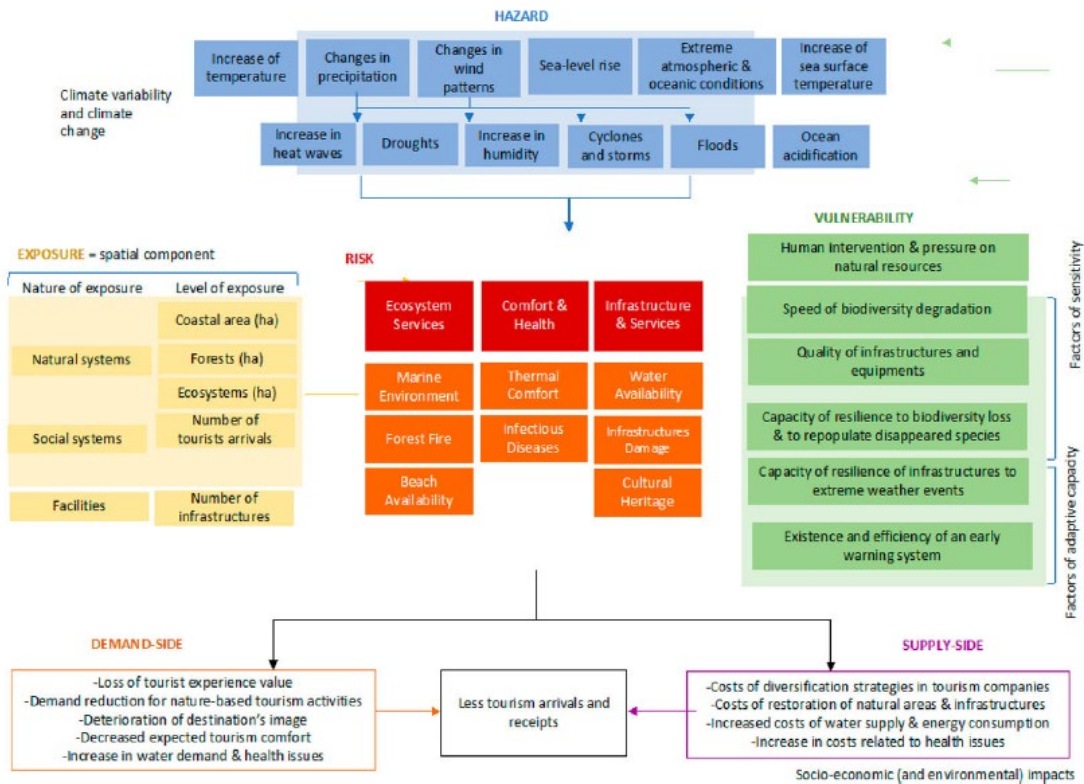 HAZARD
Increase of
temperature
Changes in
precipitation
Changes in
wind
patterns
Sea-level rise
Extreme
atmospheric &
oceanic conditions
Increase of
sea surface
temperature
Climate variability
and climate
change
Increase in
heat waves
Droughts
Increase in
humidity
Cyclones
and storms
Floods
Ocean
acidification
EXPOSURE = spatial component
Nature of exposure
Level of exposure
Coastal area (ha)
Natural systems
Forests (ha)
Ecosystems (ha)
Social systems
Number of
tourists arrivals
Facilities
Number of
infrastructures
RISK
Ecosystem
Services
Comfort &
Health
Infrastructure
& Services
Marine
Environment
Thermal
Comfort
Water
Availability
Forest Fire
Infectious
Diseases
Infrastructures
Damage
Beach
Availability
Cultural
Heritage
VULNERABILITY
Human intervention & pressure on
natural resources
Speed of biodiversity degradation
Quality of infrastructures and
equipments
Capacity of resilience to biodiversity loss
& to repopulate disappeared species
Capacity of resilience of infrastructures to
extreme weather events
Existence and efficiency of an early
warning system
Factors of sensitivity
Factors of adaptive capacity
DEMAND-SIDE
-Loss of tourist experience value
-Demand reduction for nature-based tourism activities
-Deterioration of destination's image
-Decreased expected tourism comfort
-Increase in water demand & health issues
Less tourism arrivals and
receipts
SUPPLY-SIDE
-Costs of diversification strategies in tourism companies
-Costs of restoration of natural areas & infrastructures
-Increased costs of water supply & energy consumption
-Increase in costs related to health issues
Socio-economic (and environmental) impacts